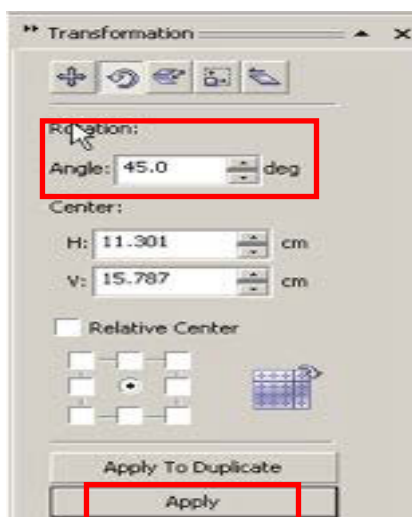 Transformation
Rotation:
Angle: 45.0 deg
Center:
H: 11.301 cm
V: 15.787 cm
Relative Center
Apply To Duplicate
Apply